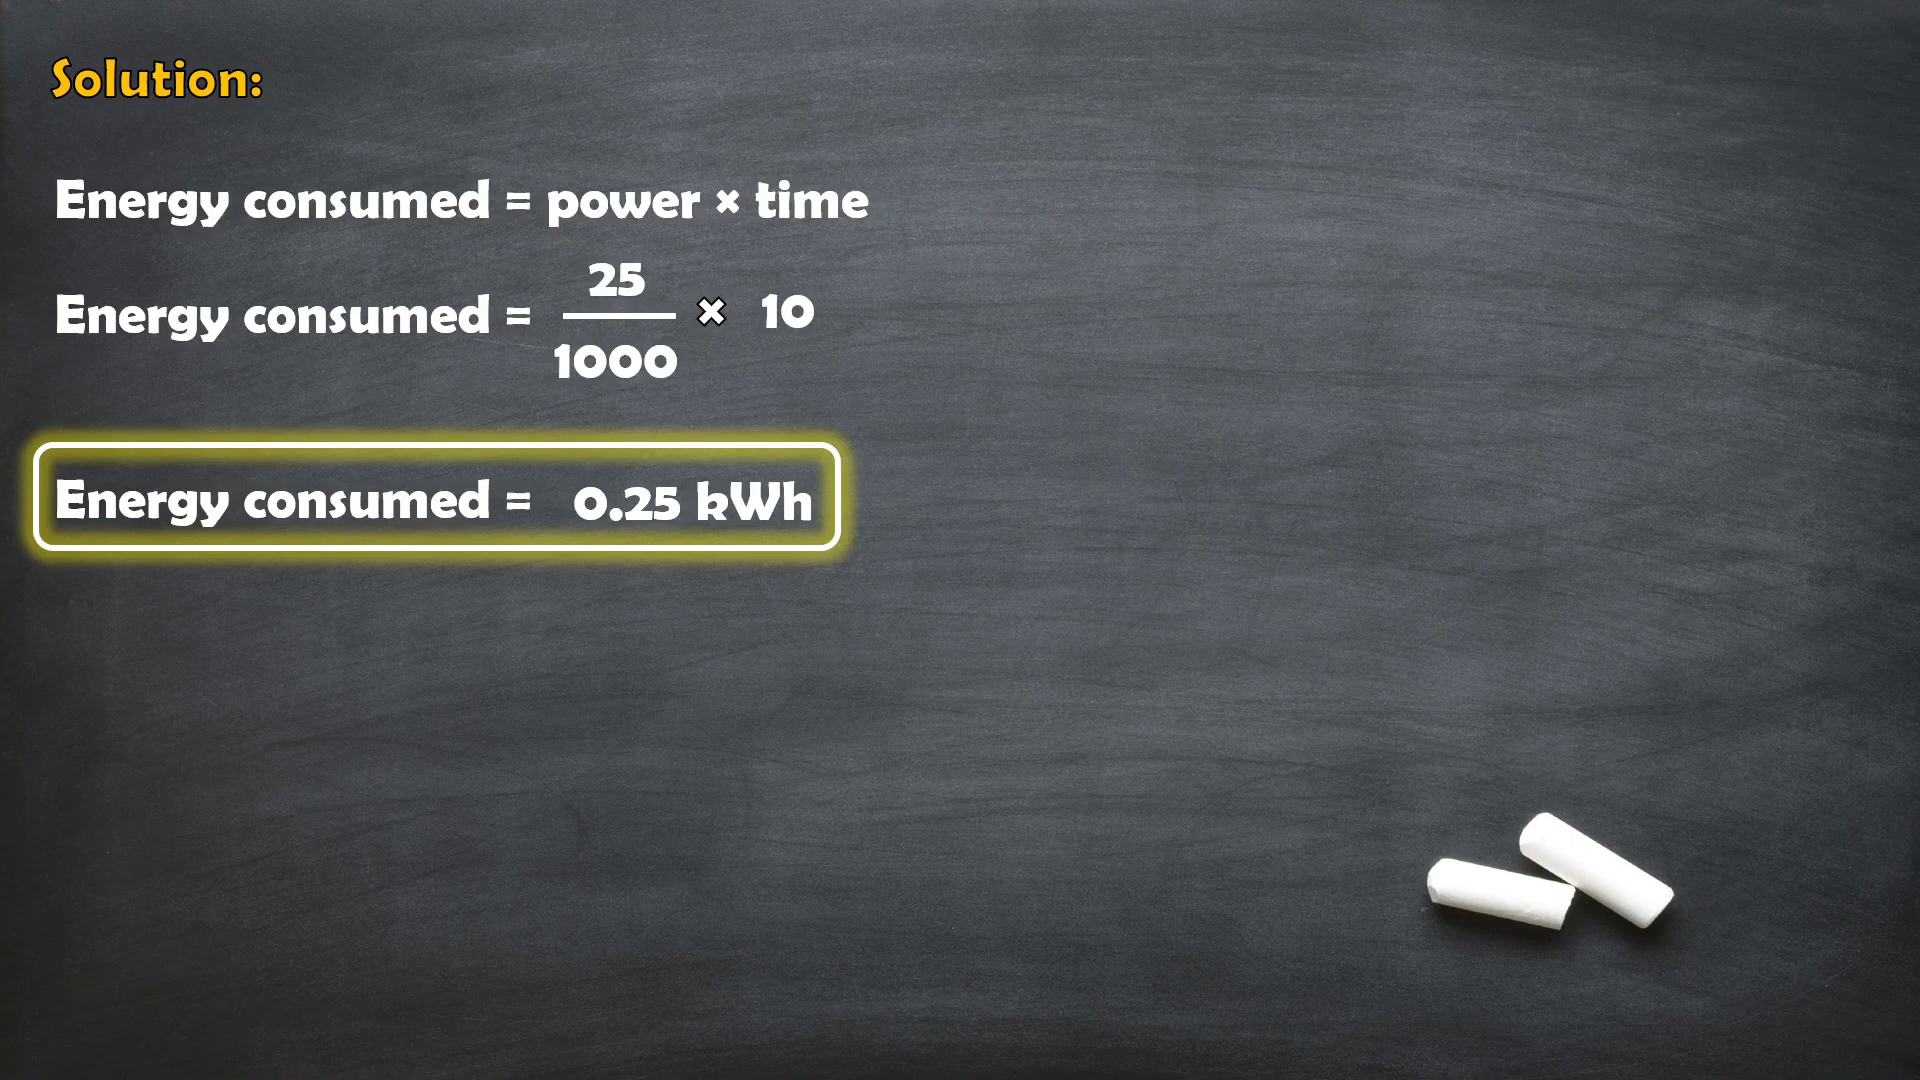 Solution:
Energy consumed = power × time
Energy consumed = 25/1000 × 10
Energy consumed = 0.25 kWh